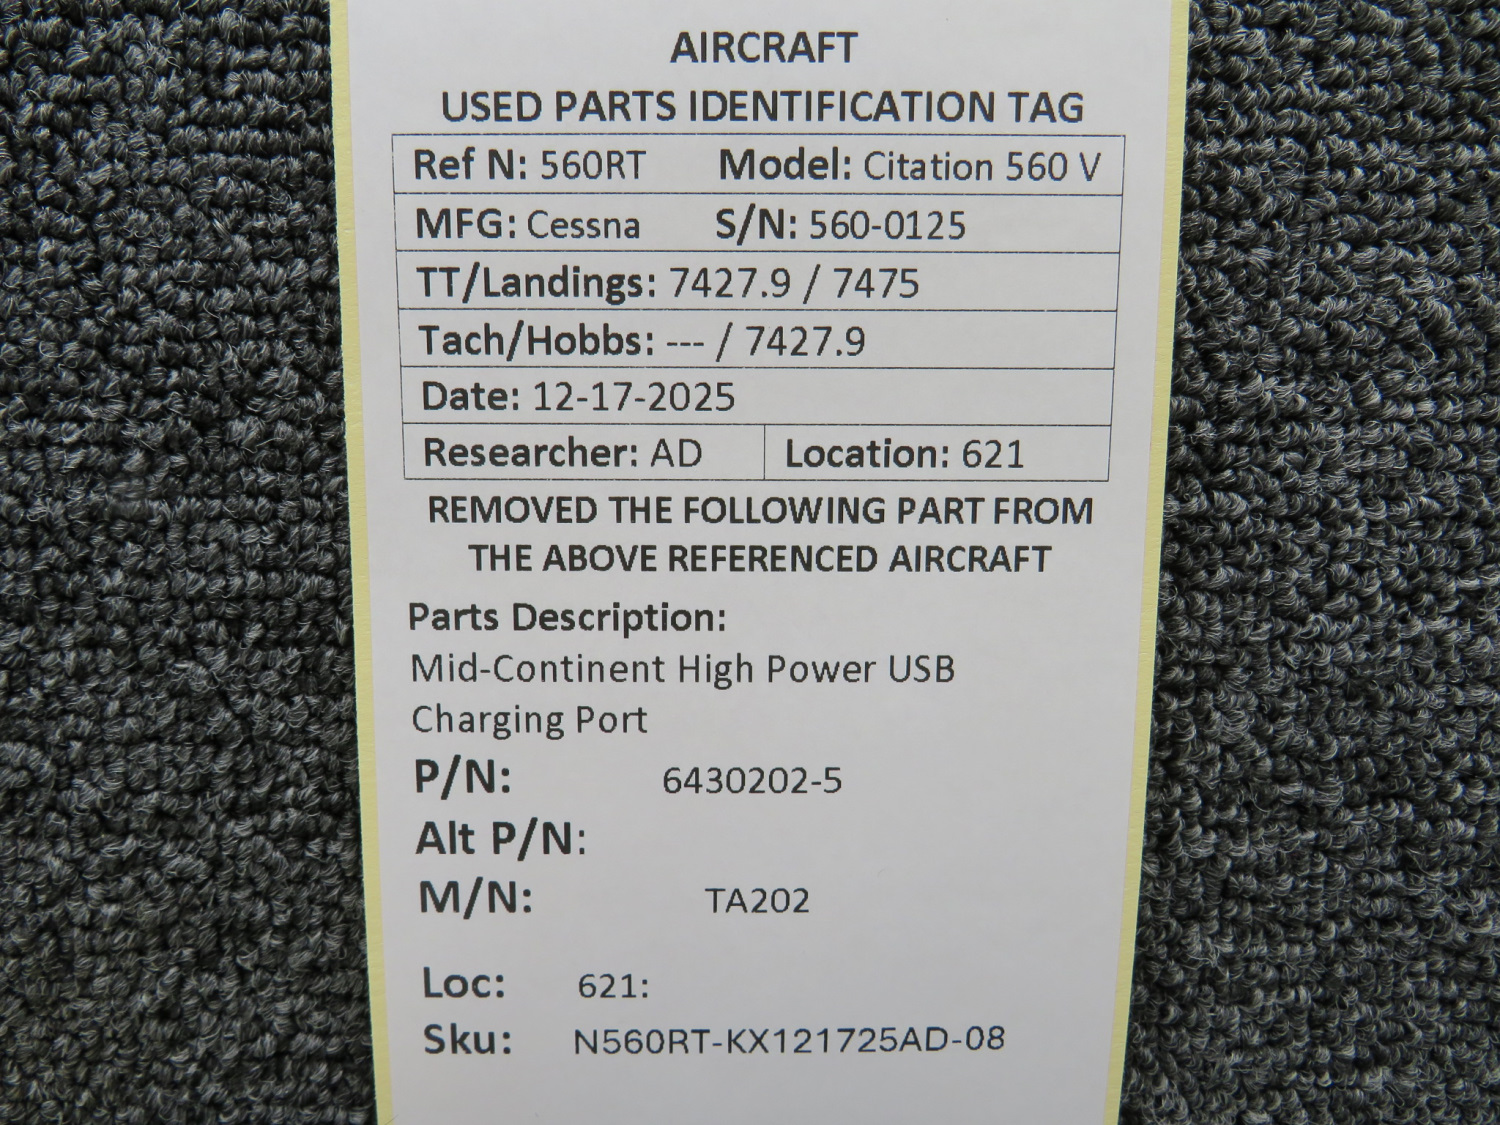 AIRCRAFT
USED PARTS IDENTIFICATION TAG
Ref N: 560RT Model: Citation 560 V
MFG: Cessna S/N: 560-0125
TT/Landings: 7427.9 / 7475
Tach/Hobbs: --- / 7427.9
Date: 12-17-2025
Researcher: AD Location: 621
REMOVED THE FOLLOWING PART FROM
THE ABOVE REFERENCED AIRCRAFT
Parts Description:
Mid-Continent High Power USB
Charging Port
P/N: 6430202-5
Alt P/N:
M/N: TA202
Loc: 621:
Sku: N560RT-KX121725AD-08